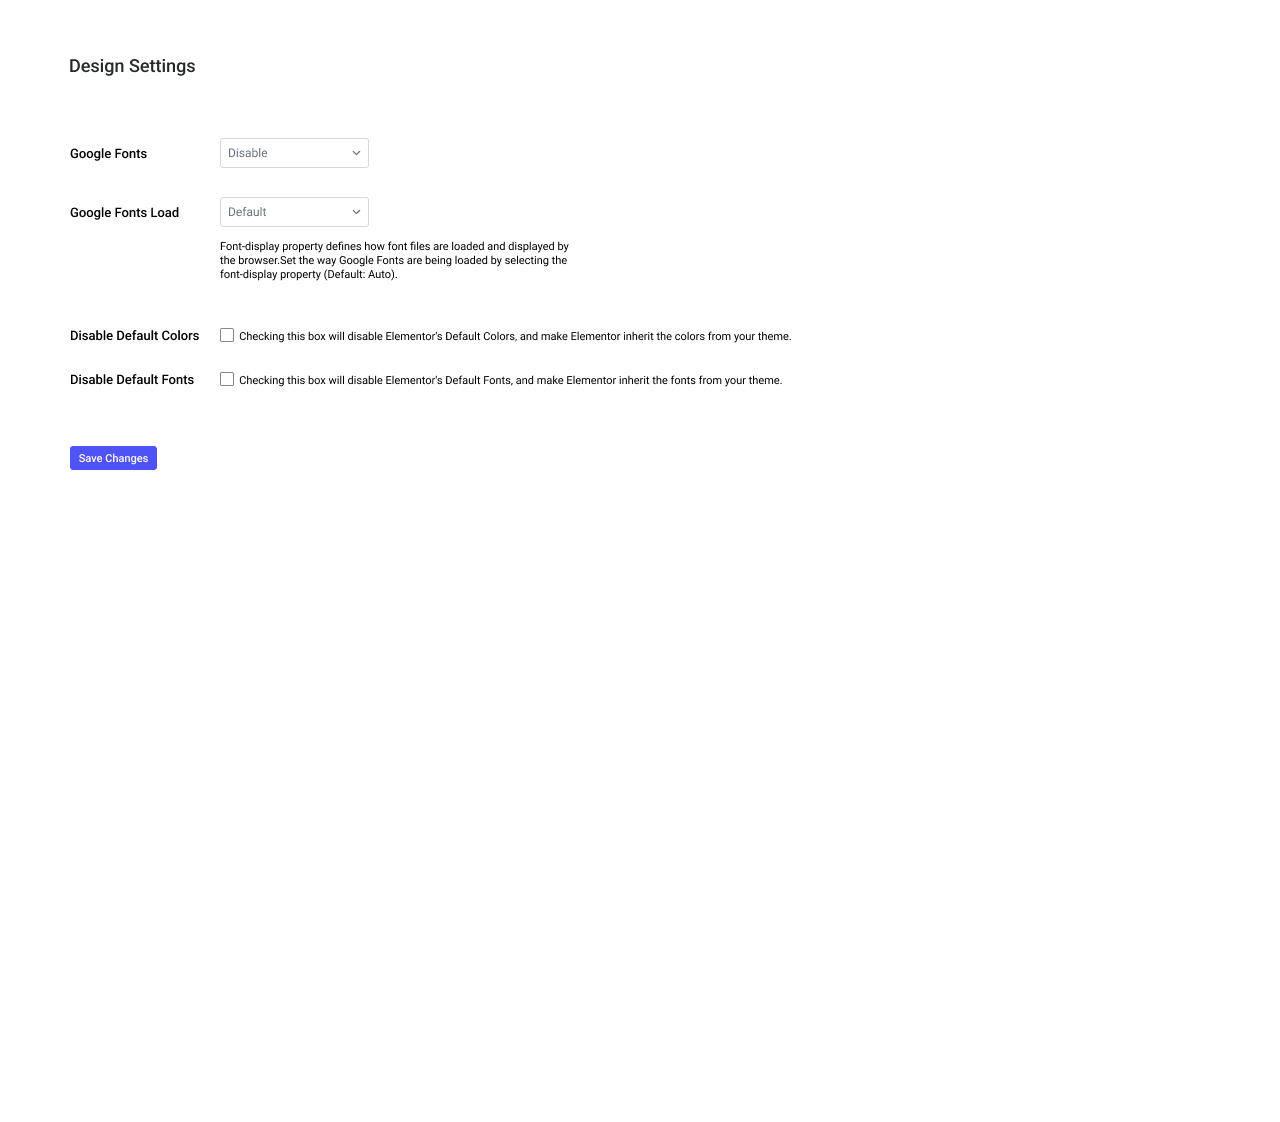 Design Settings
Google Fonts
Disable
Google Fonts Load
Default
Font-display property defines how font files are loaded and displayed by
the browser.Set the way Google Fonts are being loaded by selecting the
font-display property (Default: Auto).
Disable Default Colors
Checking this box will disable Elementor's Default Colors, and make Elementor inherit the colors from your theme.
Disable Default Fonts
Checking this box will disable Elementor's Default Fonts, and make Elementor inherit the fonts from your theme.
Save Changes